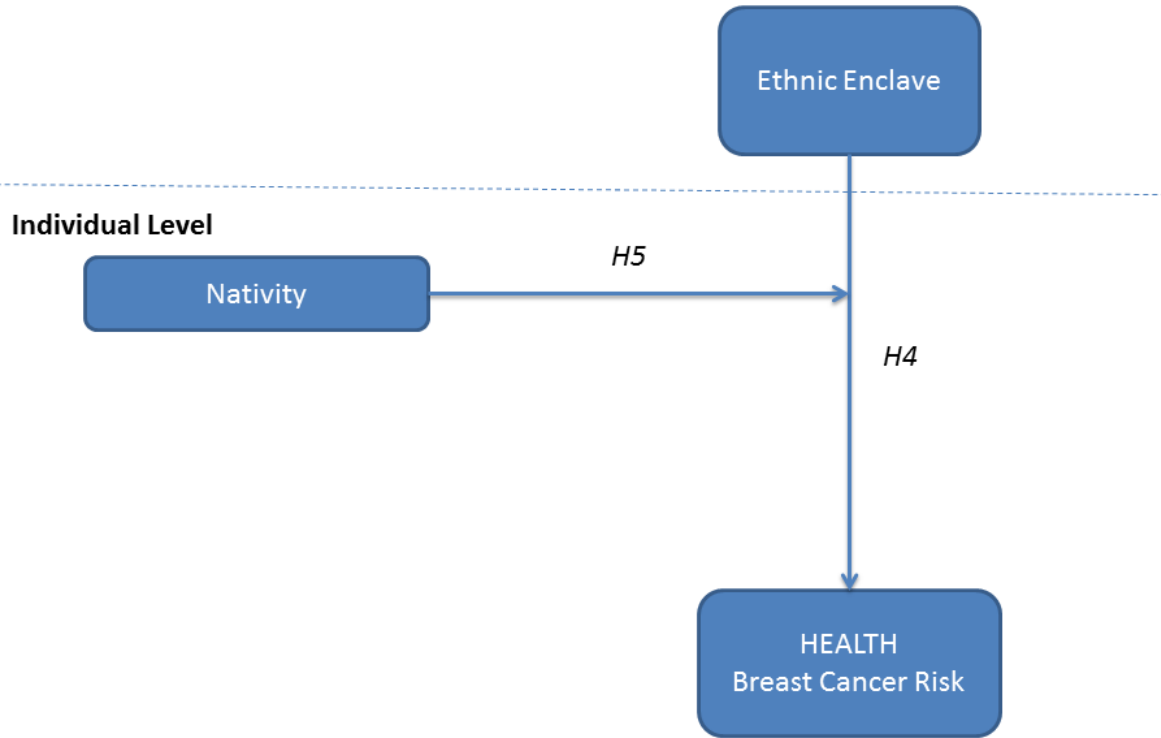 Ethnic Enclave
Individual Level
H5
Nativity
H4
HEALTH
Breast Cancer Risk